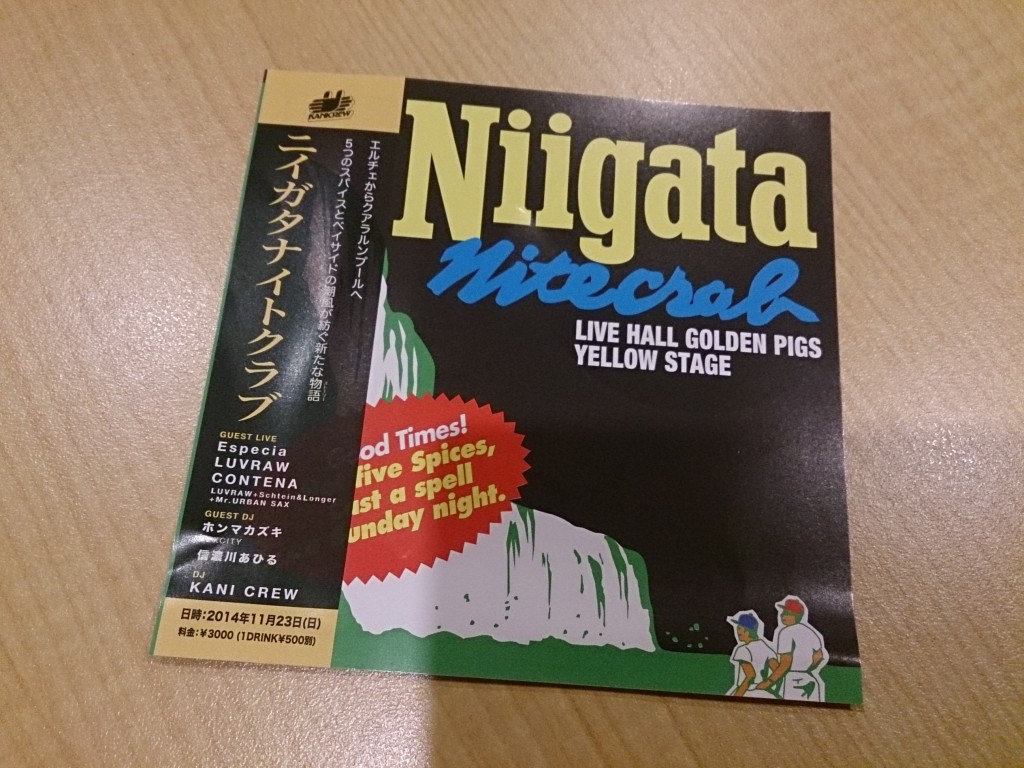 KANICREW
ニイガタナイトクラブ
エルチェからクアラルンプールへ
5つのスパイスとベイサイドの潮風が紡ぐ新たな物語
GUEST LIVE
Especia
LUVRAW
CONTENA
LUVRAW+Schtein&Longer
+Mr.URBAN SAX
GUEST DJ
ホンマカズキ
信濃川あひる
DJ
KANI CREW
日時:2014年11月23日(日)
料金:¥3000 (1DRINK¥500別)
Niigata
Nitecrab
LIVE HALL GOLDEN PIGS
YELLOW STAGE
ood Times!
five Spices,
ust a spell
unday night.